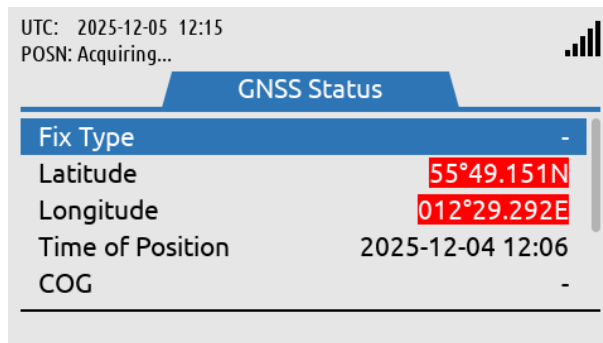 UTC: 2025-12-05 12:15
POSN: Acquiring...
GNSS Status
Fix Type -
Latitude 55°49.151N
Longitude 012°29.292E
Time of Position 2025-12-04 12:06
COG -